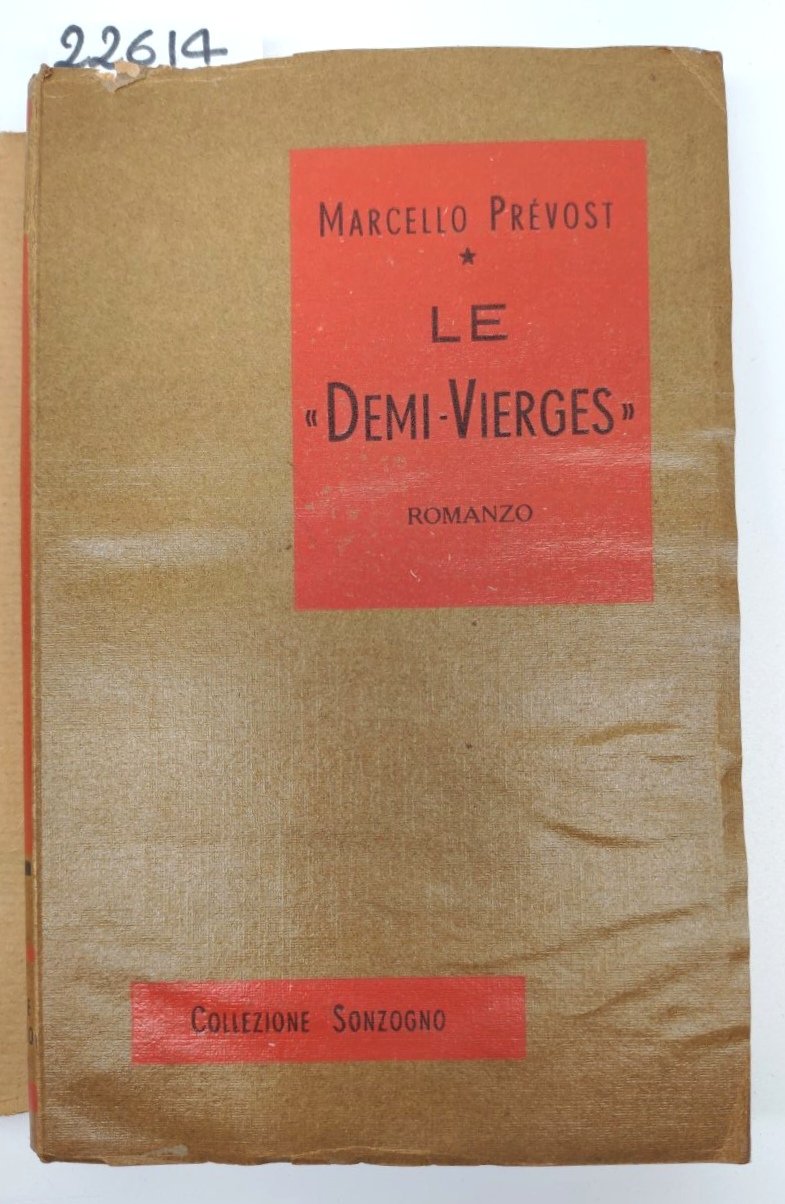 22614
MARCELLO PRÉVOST
★
LE
«DEMI-VIERGES»
ROMANZO
COLLEZIONE SONZOGNO